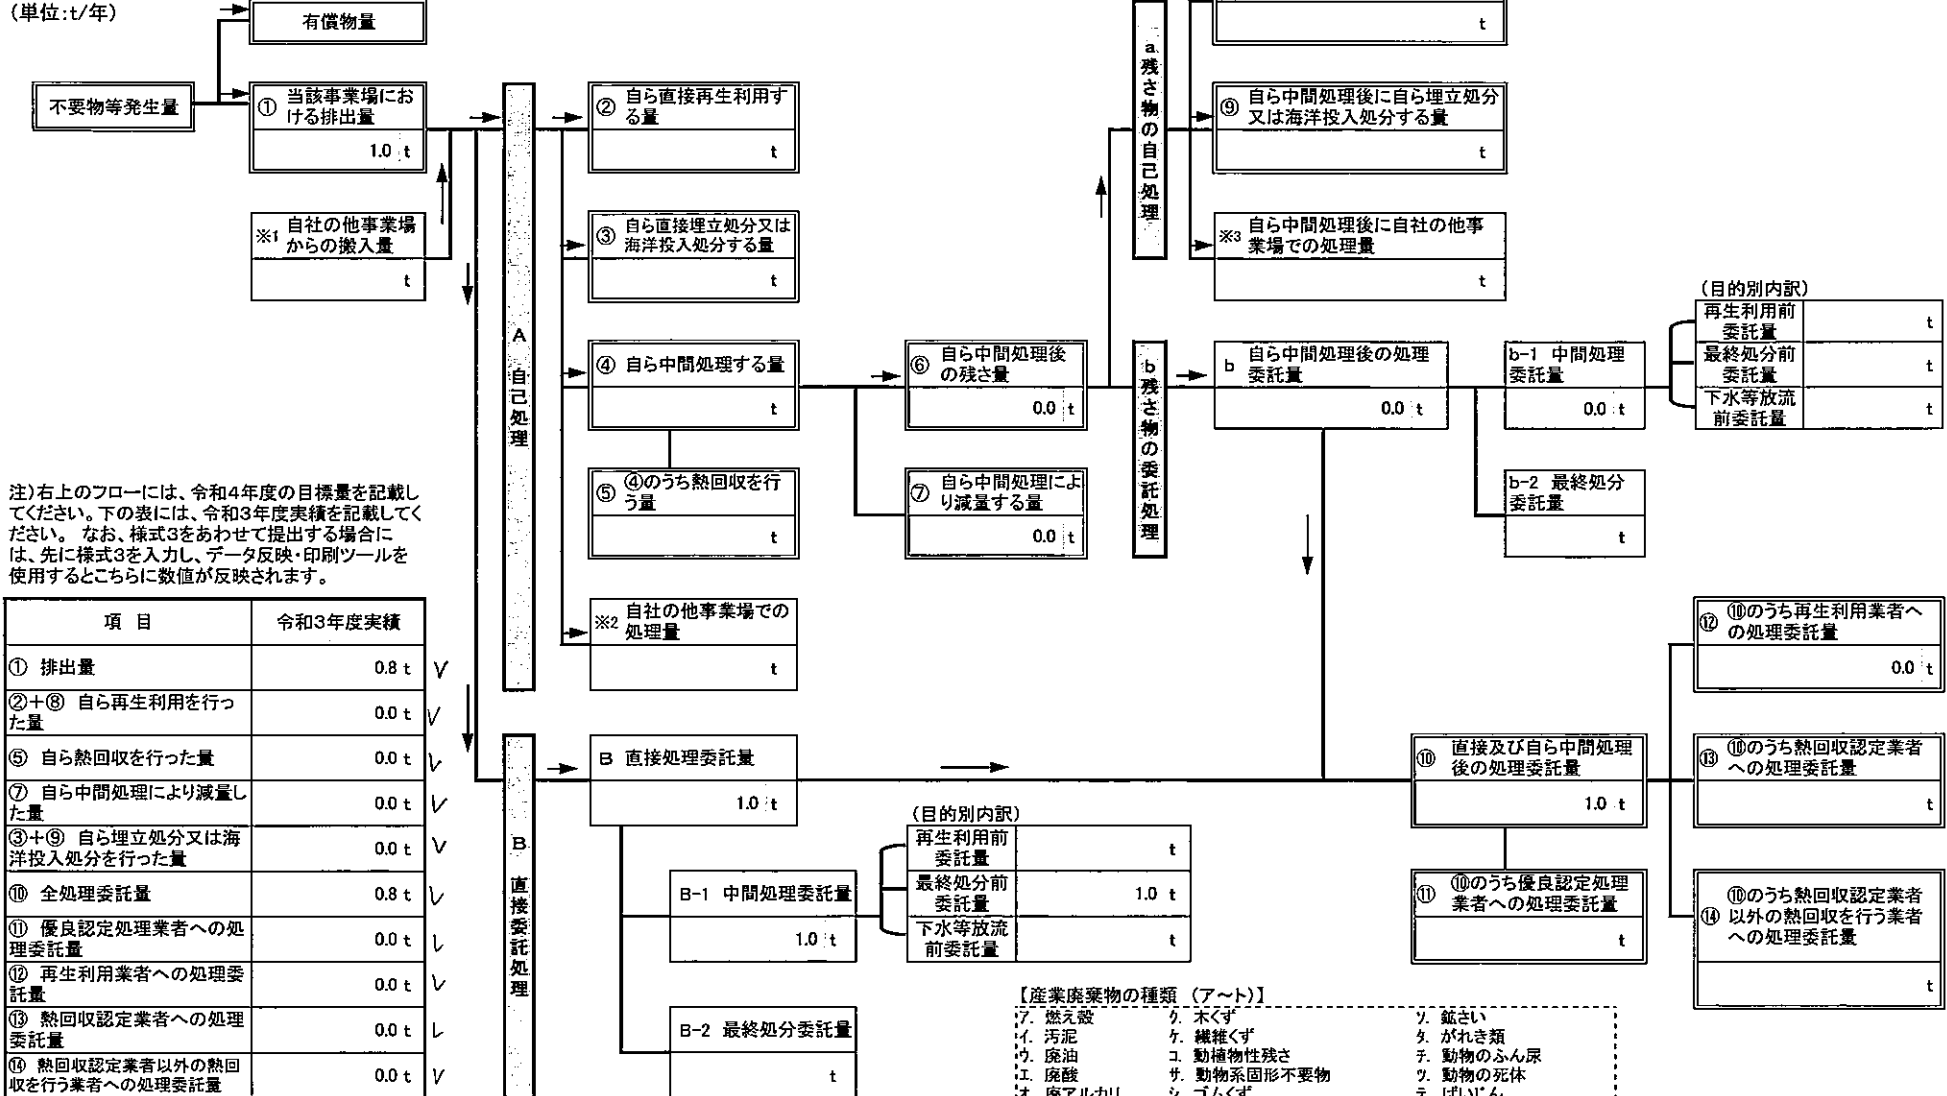 (単位:t/年)
有償物量
不要物等発生量
① 当該事業場にお
ける排出量
1.0 t
※1 自社の他事業場
からの搬入量
t
A 自己処理
② 自ら直接再生利用す
る量
t
③ 自ら直接埋立処分又は
海洋投入処分する量
t
④ 自ら中間処理する量
t
⑤ ④のうち熱回収を行
う量
t
※2 自社の他事業場での
処理量
t
⑥ 自ら中間処理後
の残さ量
0.0 t
⑦ 自ら中間処理によ
り減量する量
0.0 t
a 残さ物の自己処理
t
⑨ 自ら中間処理後に自ら埋立処分
又は海洋投入処分する量
t
※3 自ら中間処理後に自社の他事
業場での処理量
t
b 残さ物の委託処理
b 自ら中間処理後の処理
委託量
0.0 t
b-1 中間処理
委託量
0.0 t
(目的別内訳)
再生利用前
委託量 t
最終処分前
委託量 t
下水等放流
前委託量 t
b-2 最終処分
委託量
t
注)右上のフローには、令和4年度の目標量を記載し
てください。下の表には、令和3年度実績を記載してく
ださい。 なお、様式3をあわせて提出する場合に
は、先に様式3を入力し、データ反映・印刷ツールを
使用するとこちらに数値が反映されます。
項 目 令和3年度実績
① 排出量 0.8 t
②+⑧ 自ら再生利用を行っ
た量 0.0 t
⑤ 自ら熱回収を行った量 0.0 t
⑦ 自ら中間処理により減量し
た量 0.0 t
③+⑨ 自ら埋立処分又は海
洋投入処分を行った量 0.0 t
⑩ 全処理委託量 0.8 t
⑪ 優良認定処理業者への処
理委託量 0.0 t
⑫ 再生利用業者への処理委
託量 0.0 t
⑬ 熱回収認定業者への処理
委託量 0.0 t
⑭ 熱回収認定業者以外の熱回
収を行う業者への処理委託量 0.0 t
B 直接委託処理
B 直接処理委託量
1.0 t
B-1 中間処理委託量
1.0 t
(目的別内訳)
再生利用前
委託量 t
最終処分前
委託量 1.0 t
下水等放流
前委託量 t
B-2 最終処分委託量
t
⑩ 直接及び自ら中間処理
後の処理委託量
1.0 t
⑪ ⑩のうち優良認定処理
業者への処理委託量
t
⑫ ⑩のうち再生利用業者へ
の処理委託量
0.0 t
⑬ ⑩のうち熱回収認定業者
への処理委託量
t
⑭ ⑩のうち熱回収認定業者
以外の熱回収を行う業者
への処理委託量
t
【産業廃棄物の種類 (ア~ト)】
ア. 燃え殻 ク. 木くず ソ. 鉱さい
イ. 汚泥 ケ. 繊維くず タ. がれき類
ウ. 廃油 コ. 動植物性残さ チ. 動物のふん尿
エ. 廃酸 サ. 動物系固形不要物 ツ. 動物の死体
オ. 廃アルカリ シ. ゴムくず テ. ばいじん